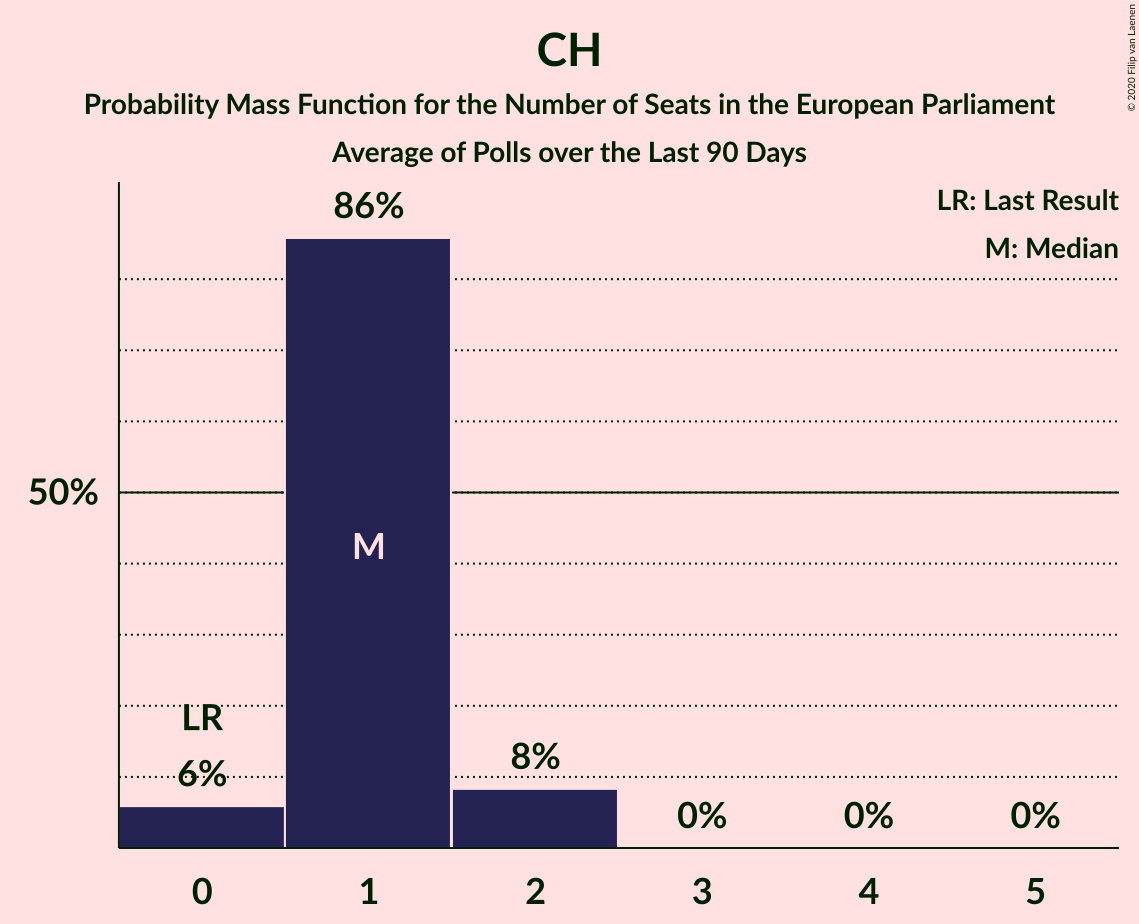 CH
Probability Mass Function for the Number of Seats in the European Parliament
Average of Polls over the Last 90 Days
© 2020 Filip van Laenen
LR: Last Result
M: Median
86%
50%
M
LR
6%
8%
0%
0%
0%
0
1
2
3
4
5